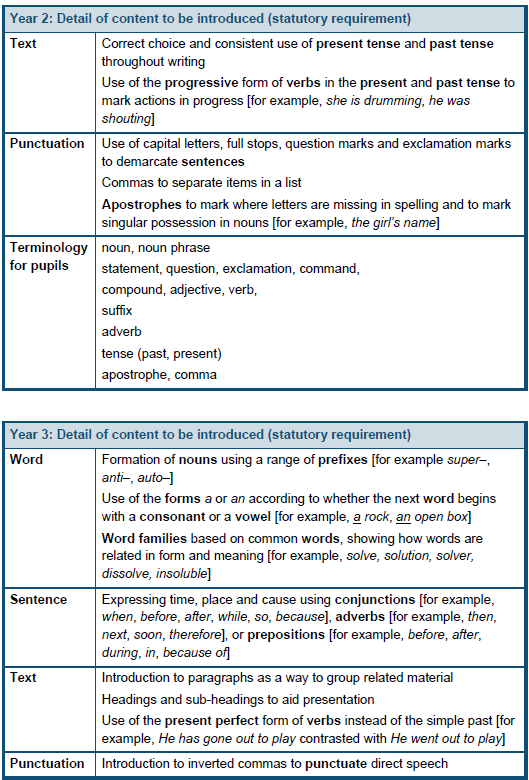 Year 2: Detail of content to be introduced (statutory requirement)
Text
Correct choice and consistent use of present tense and past tense
throughout writing
Use of the progressive form of verbs in the present and past tense to
mark actions in progress [for example, she is drumming, he was
shouting]
Punctuation
Use of capital letters, full stops, question marks and exclamation marks
to demarcate sentences
Commas to separate items in a list
Apostrophes to mark where letters are missing in spelling and to mark
singular possession in nouns [for example, the girl’s name]
Terminology
for pupils
noun, noun phrase
statement, question, exclamation, command,
compound, adjective, verb,
suffix
adverb
tense (past, present)
apostrophe, comma
Year 3: Detail of content to be introduced (statutory requirement)
Word
Formation of nouns using a range of prefixes [for example super–,
anti–, auto–]
Use of the forms a or an according to whether the next word begins
with a consonant or a vowel [for example, a rock, an open box]
Word families based on common words, showing how words are
related in form and meaning [for example, solve, solution, solver,
dissolve, insoluble]
Sentence
Expressing time, place and cause using conjunctions [for example,
when, before, after, while, so, because], adverbs [for example, then,
next, soon, therefore], or prepositions [for example, before, after,
during, in, because of]
Text
Introduction to paragraphs as a way to group related material
Headings and sub-headings to aid presentation
Use of the present perfect form of verbs instead of the simple past [for
example, He has gone out to play contrasted with He went out to play]
Punctuation
Introduction to inverted commas to punctuate direct speech